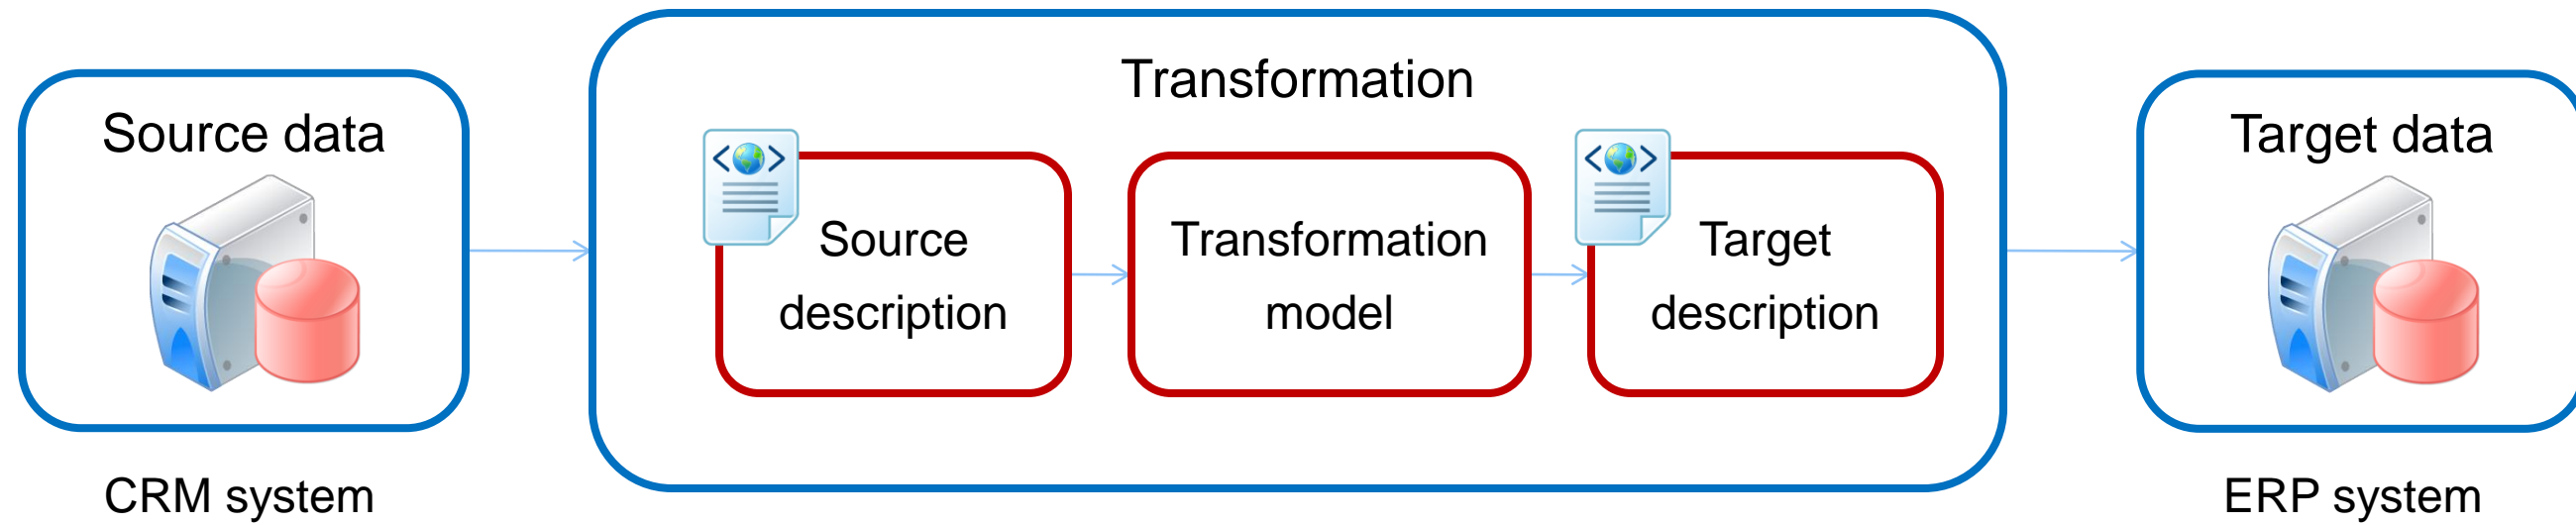 Source data
CRM system
Transformation
Source
description
Transformation
model
Target
description
Target data
ERP system